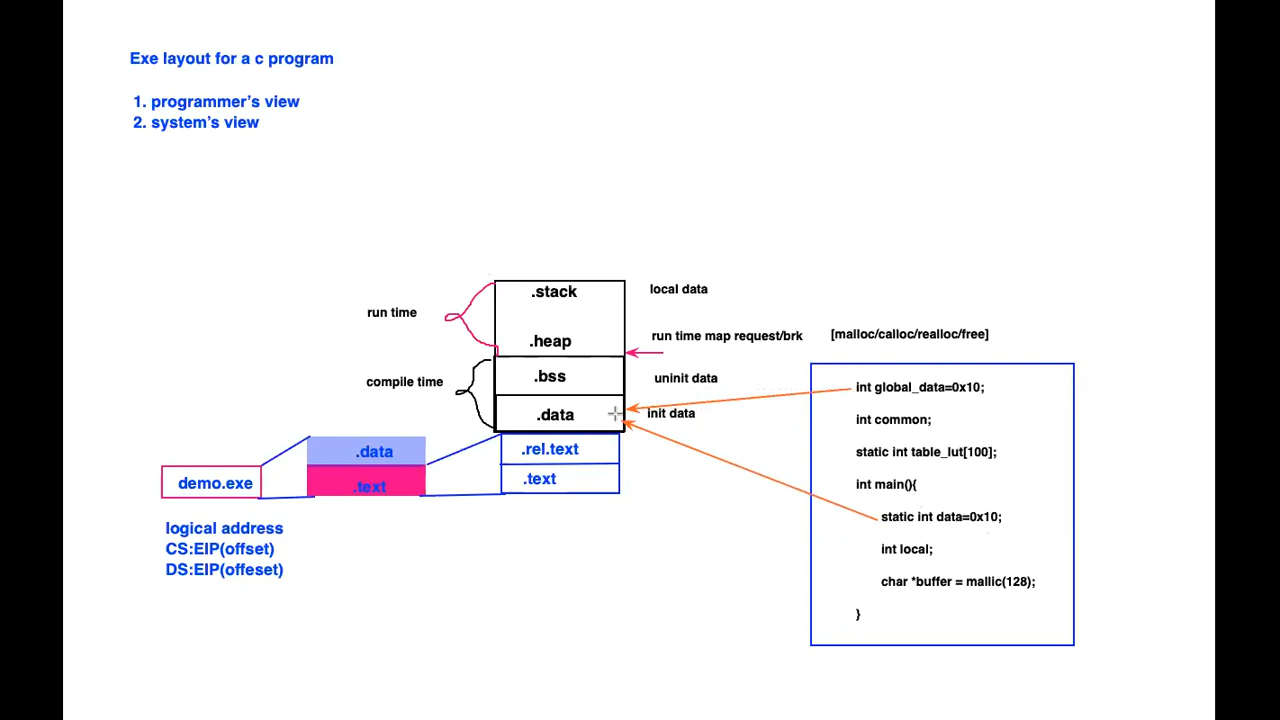 Exe layout for a c program
1. programmer's view
2. system's view
.stack
local data
run time
.heap
run time map request/brk
[malloc/calloc/realloc/free]
compile time
.bss
uninit data
.data
init data
int global_data=0x10;
int common;
static int table_lut[100];
int main(){
static int data=0x10;
int local;
char *buffer = mallic(128);
}
.data
.rel.text
demo.exe
.text
.text
logical address
CS:EIP(offset)
DS:EIP(offeset)